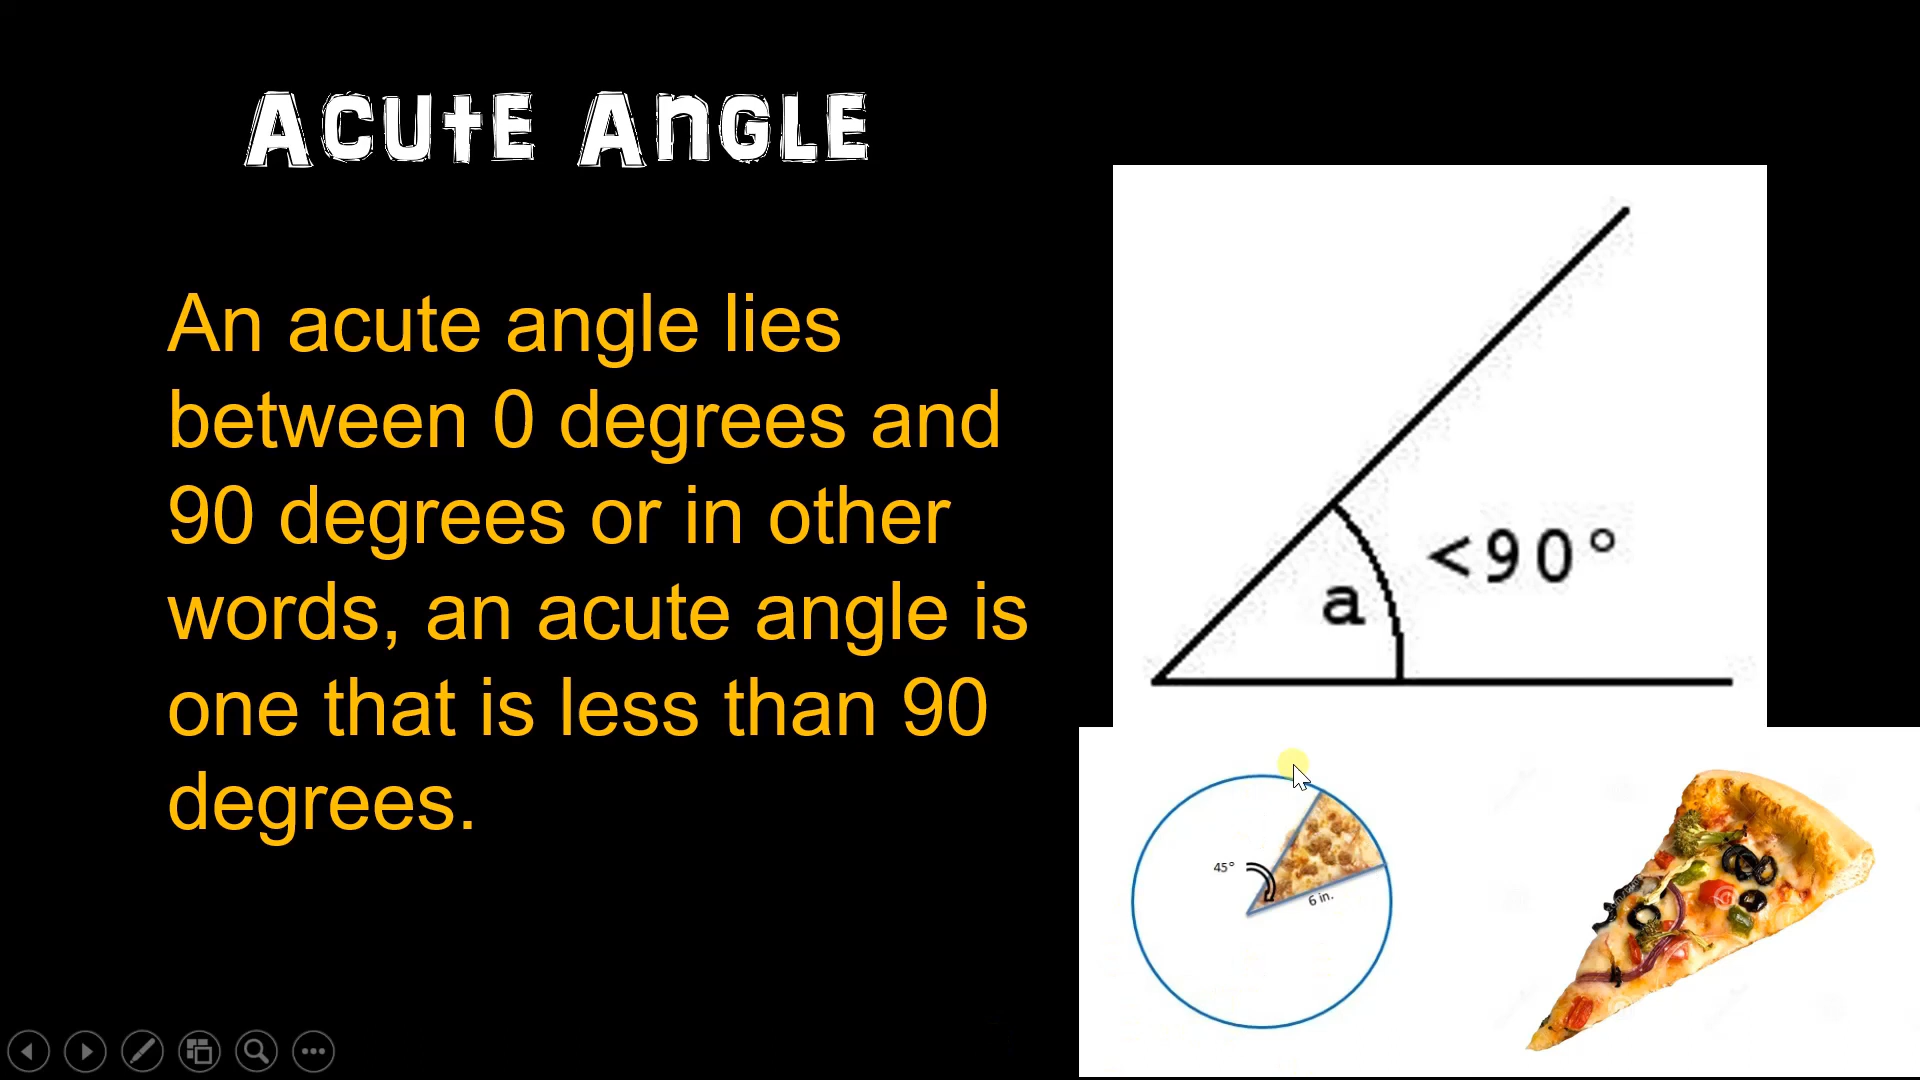 Acute Angle
An acute angle lies
between 0 degrees and
90 degrees or in other
words, an acute angle is
one that is less than 90
degrees.
<90°
a
45°
6 in.